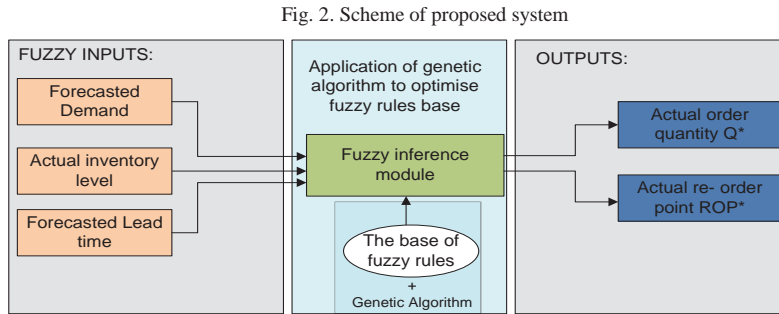 Fig. 2. Scheme of proposed system
FUZZY INPUTS:
Forecasted
Demand
Actual inventory
level
Forecasted Lead
time
Application of genetic
algorithm to optimise
fuzzy rules base
Fuzzy inference
module
The base of
fuzzy rules
+
Genetic Algorithm
OUTPUTS:
Actual order
quantity Q*
Actual re- order
point ROP*